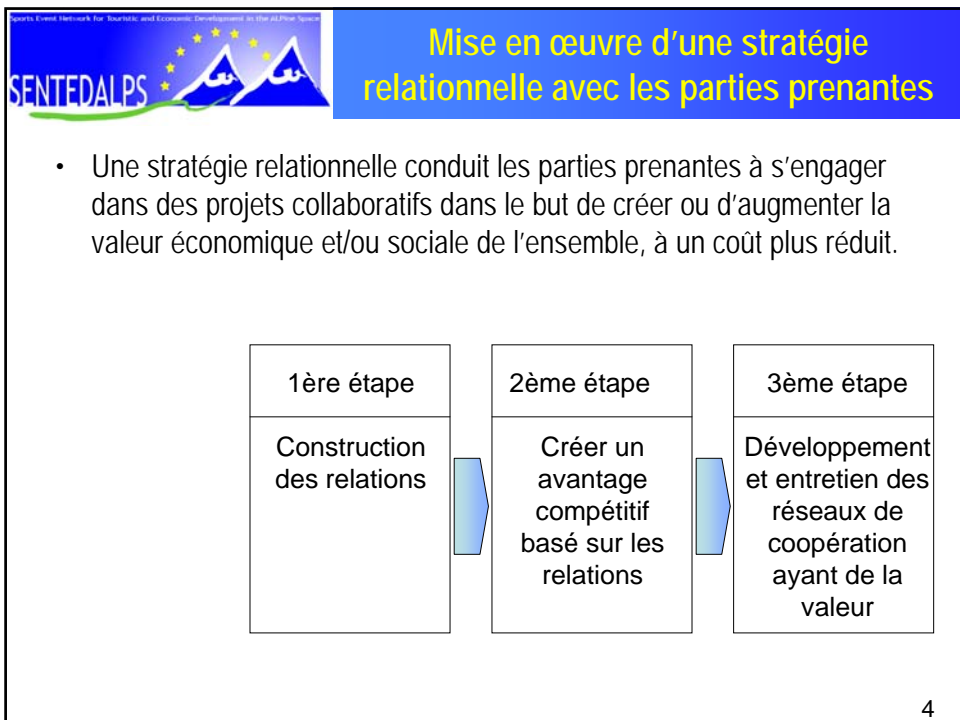 Sports Event Network for Touristic and Economic Development in the ALPine Space
SENTEDALPS
Mise en œuvre d'une stratégie
relationnelle avec les parties prenantes
• Une stratégie relationnelle conduit les parties prenantes à s'engager
dans des projets collaboratifs dans le but de créer ou d'augmenter la
valeur économique et/ou sociale de l'ensemble, à un coût plus réduit.
1ère étape
Construction
des relations
2ème étape
Créer un
avantage
compétitif
basé sur les
relations
3ème étape
Développement
et entretien des
réseaux de
coopération
ayant de la
valeur
4